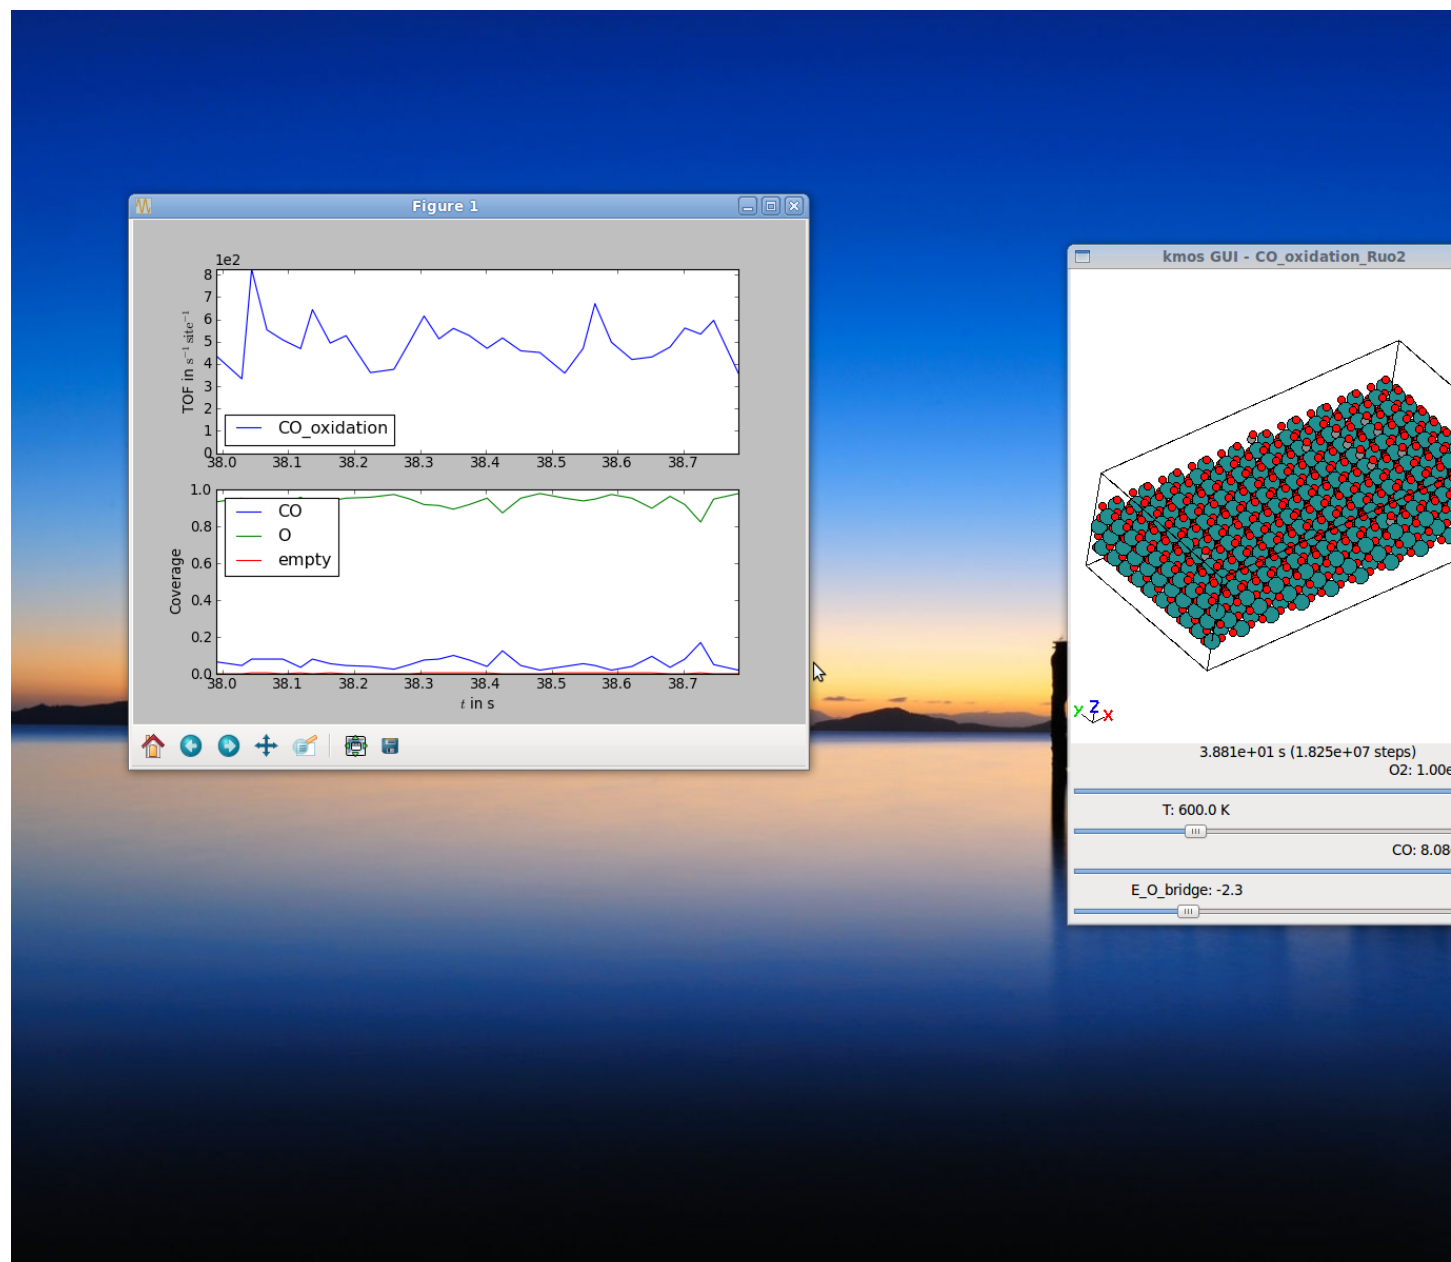 Figure 1
1e2
8
7
6
5
4
3
2
1
0
TOF in s⁻¹ site⁻¹
CO_oxidation
38.0 38.1 38.2 38.3 38.4 38.5 38.6 38.7
1.0
0.8
0.6
0.4
0.2
0.0
Coverage
CO
O
empty
38.0 38.1 38.2 38.3 38.4 38.5 38.6 38.7
t in s
kmos GUI - CO_oxidation_Ruo2
y z x
3.881e+01 s (1.825e+07 steps)
O2: 1.00e
T: 600.0 K
CO: 8.08
E_O_bridge: -2.3